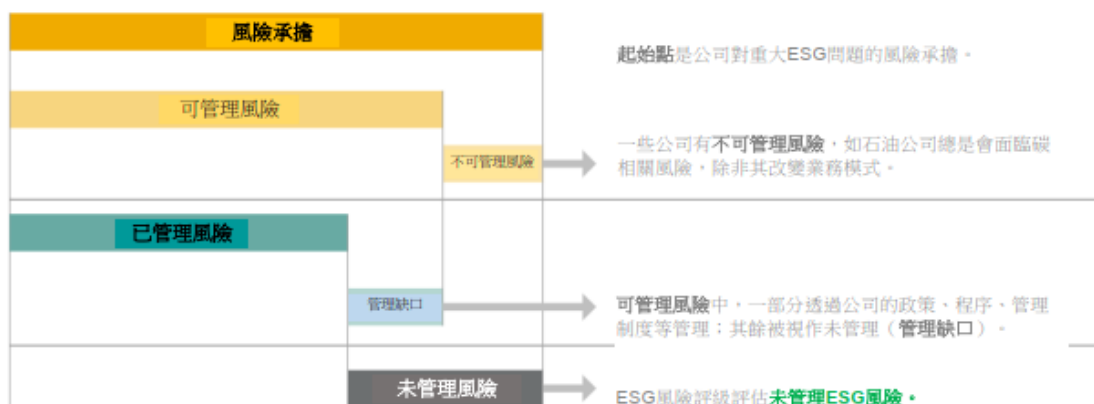 風險承擔
起始點是公司對重大ESG問題的風險承擔。
可管理風險
不可管理風險
一些公司有不可管理風險，如石油公司總是會面臨碳
相關風險，除非其改變業務模式。
已管理風險
管理缺口
可管理風險中，一部分透過公司的政策、程序、管理
制度等管理；其餘被視作未管理（管理缺口）。
未管理風險
ESG風險評級評估未管理ESG風險。